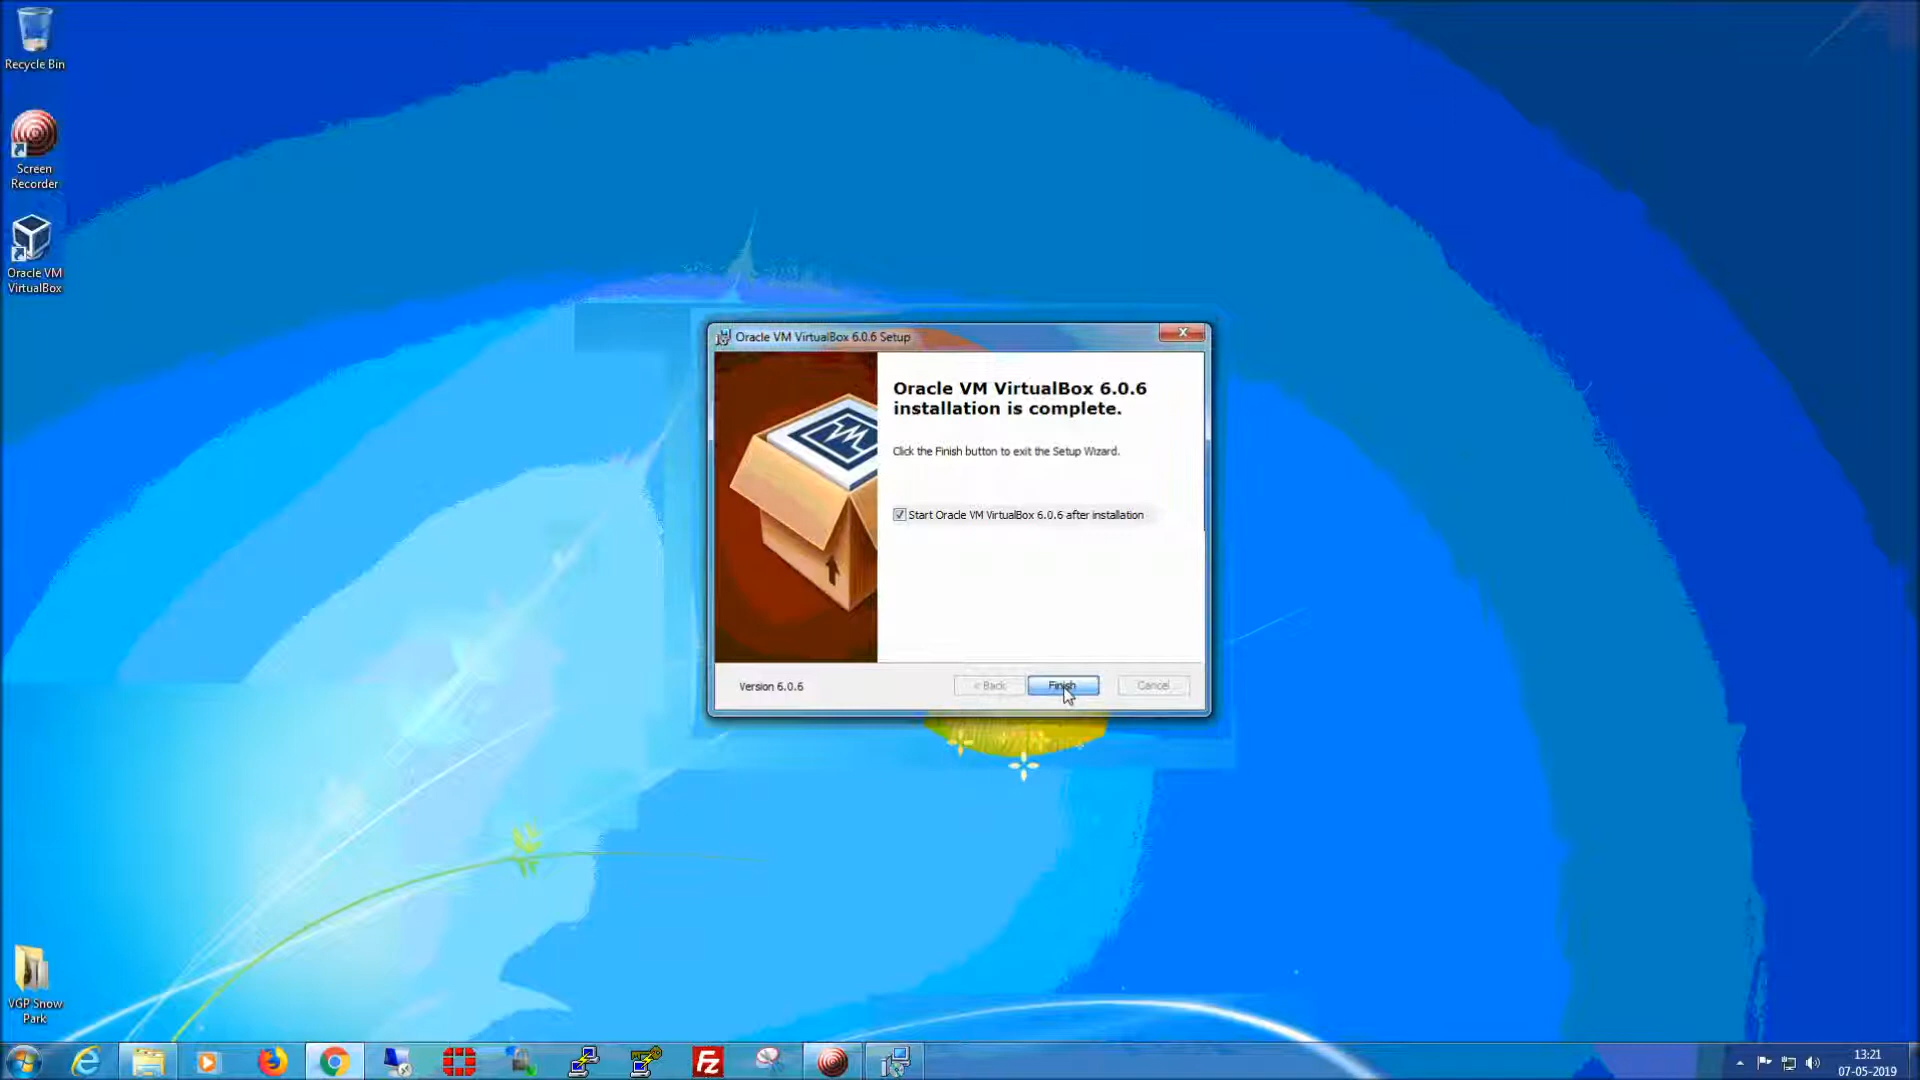 Recycle Bin
Screen
Recorder
Oracle VM
VirtualBox
Oracle VM VirtualBox 6.0.6 Setup
Oracle VM VirtualBox 6.0.6
installation is complete.
Click the Finish button to exit the Setup Wizard.
Start Oracle VM VirtualBox 6.0.6 after installation
Version 6.0.6
< Back
Finish
Cancel
VGP Snow
Park
Fz
13:21
07-05-2019